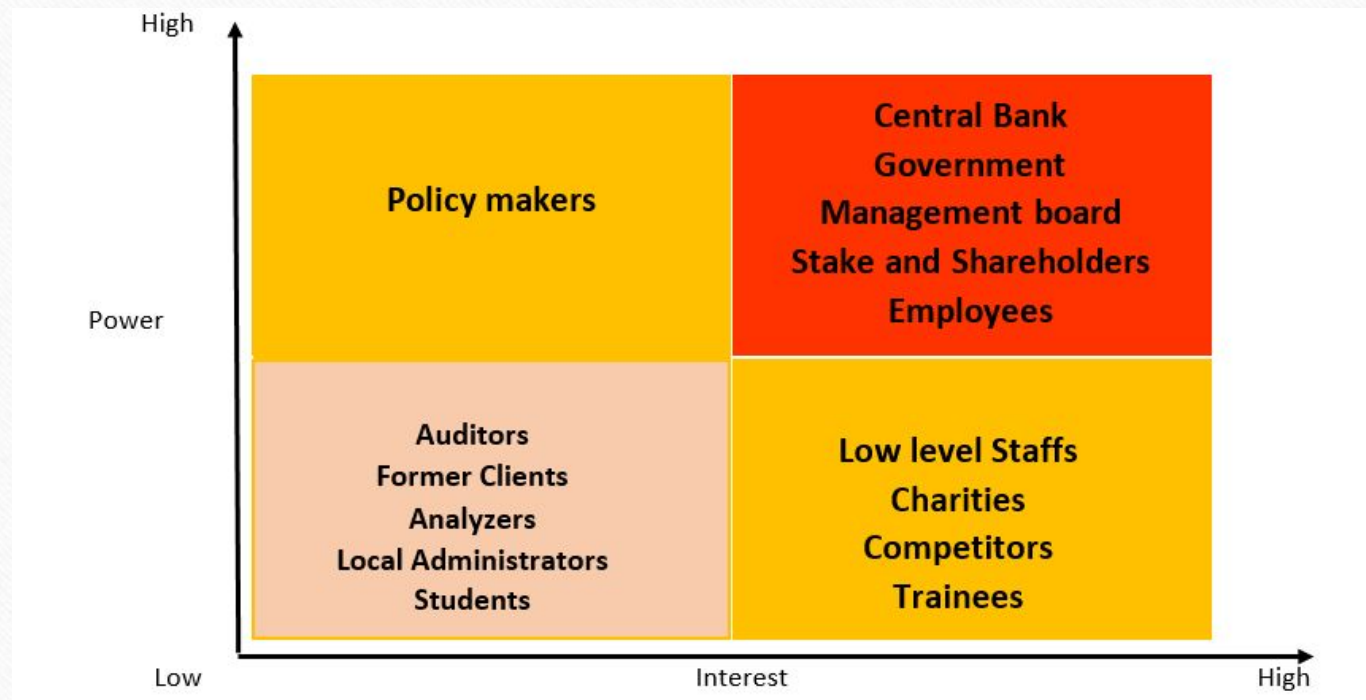 High
Policy makers
Central Bank
Government
Management board
Stake and Shareholders
Employees
Power
Auditors
Former Clients
Analyzers
Local Administrators
Students
Low level Staffs
Charities
Competitors
Trainees
Low
Interest
High